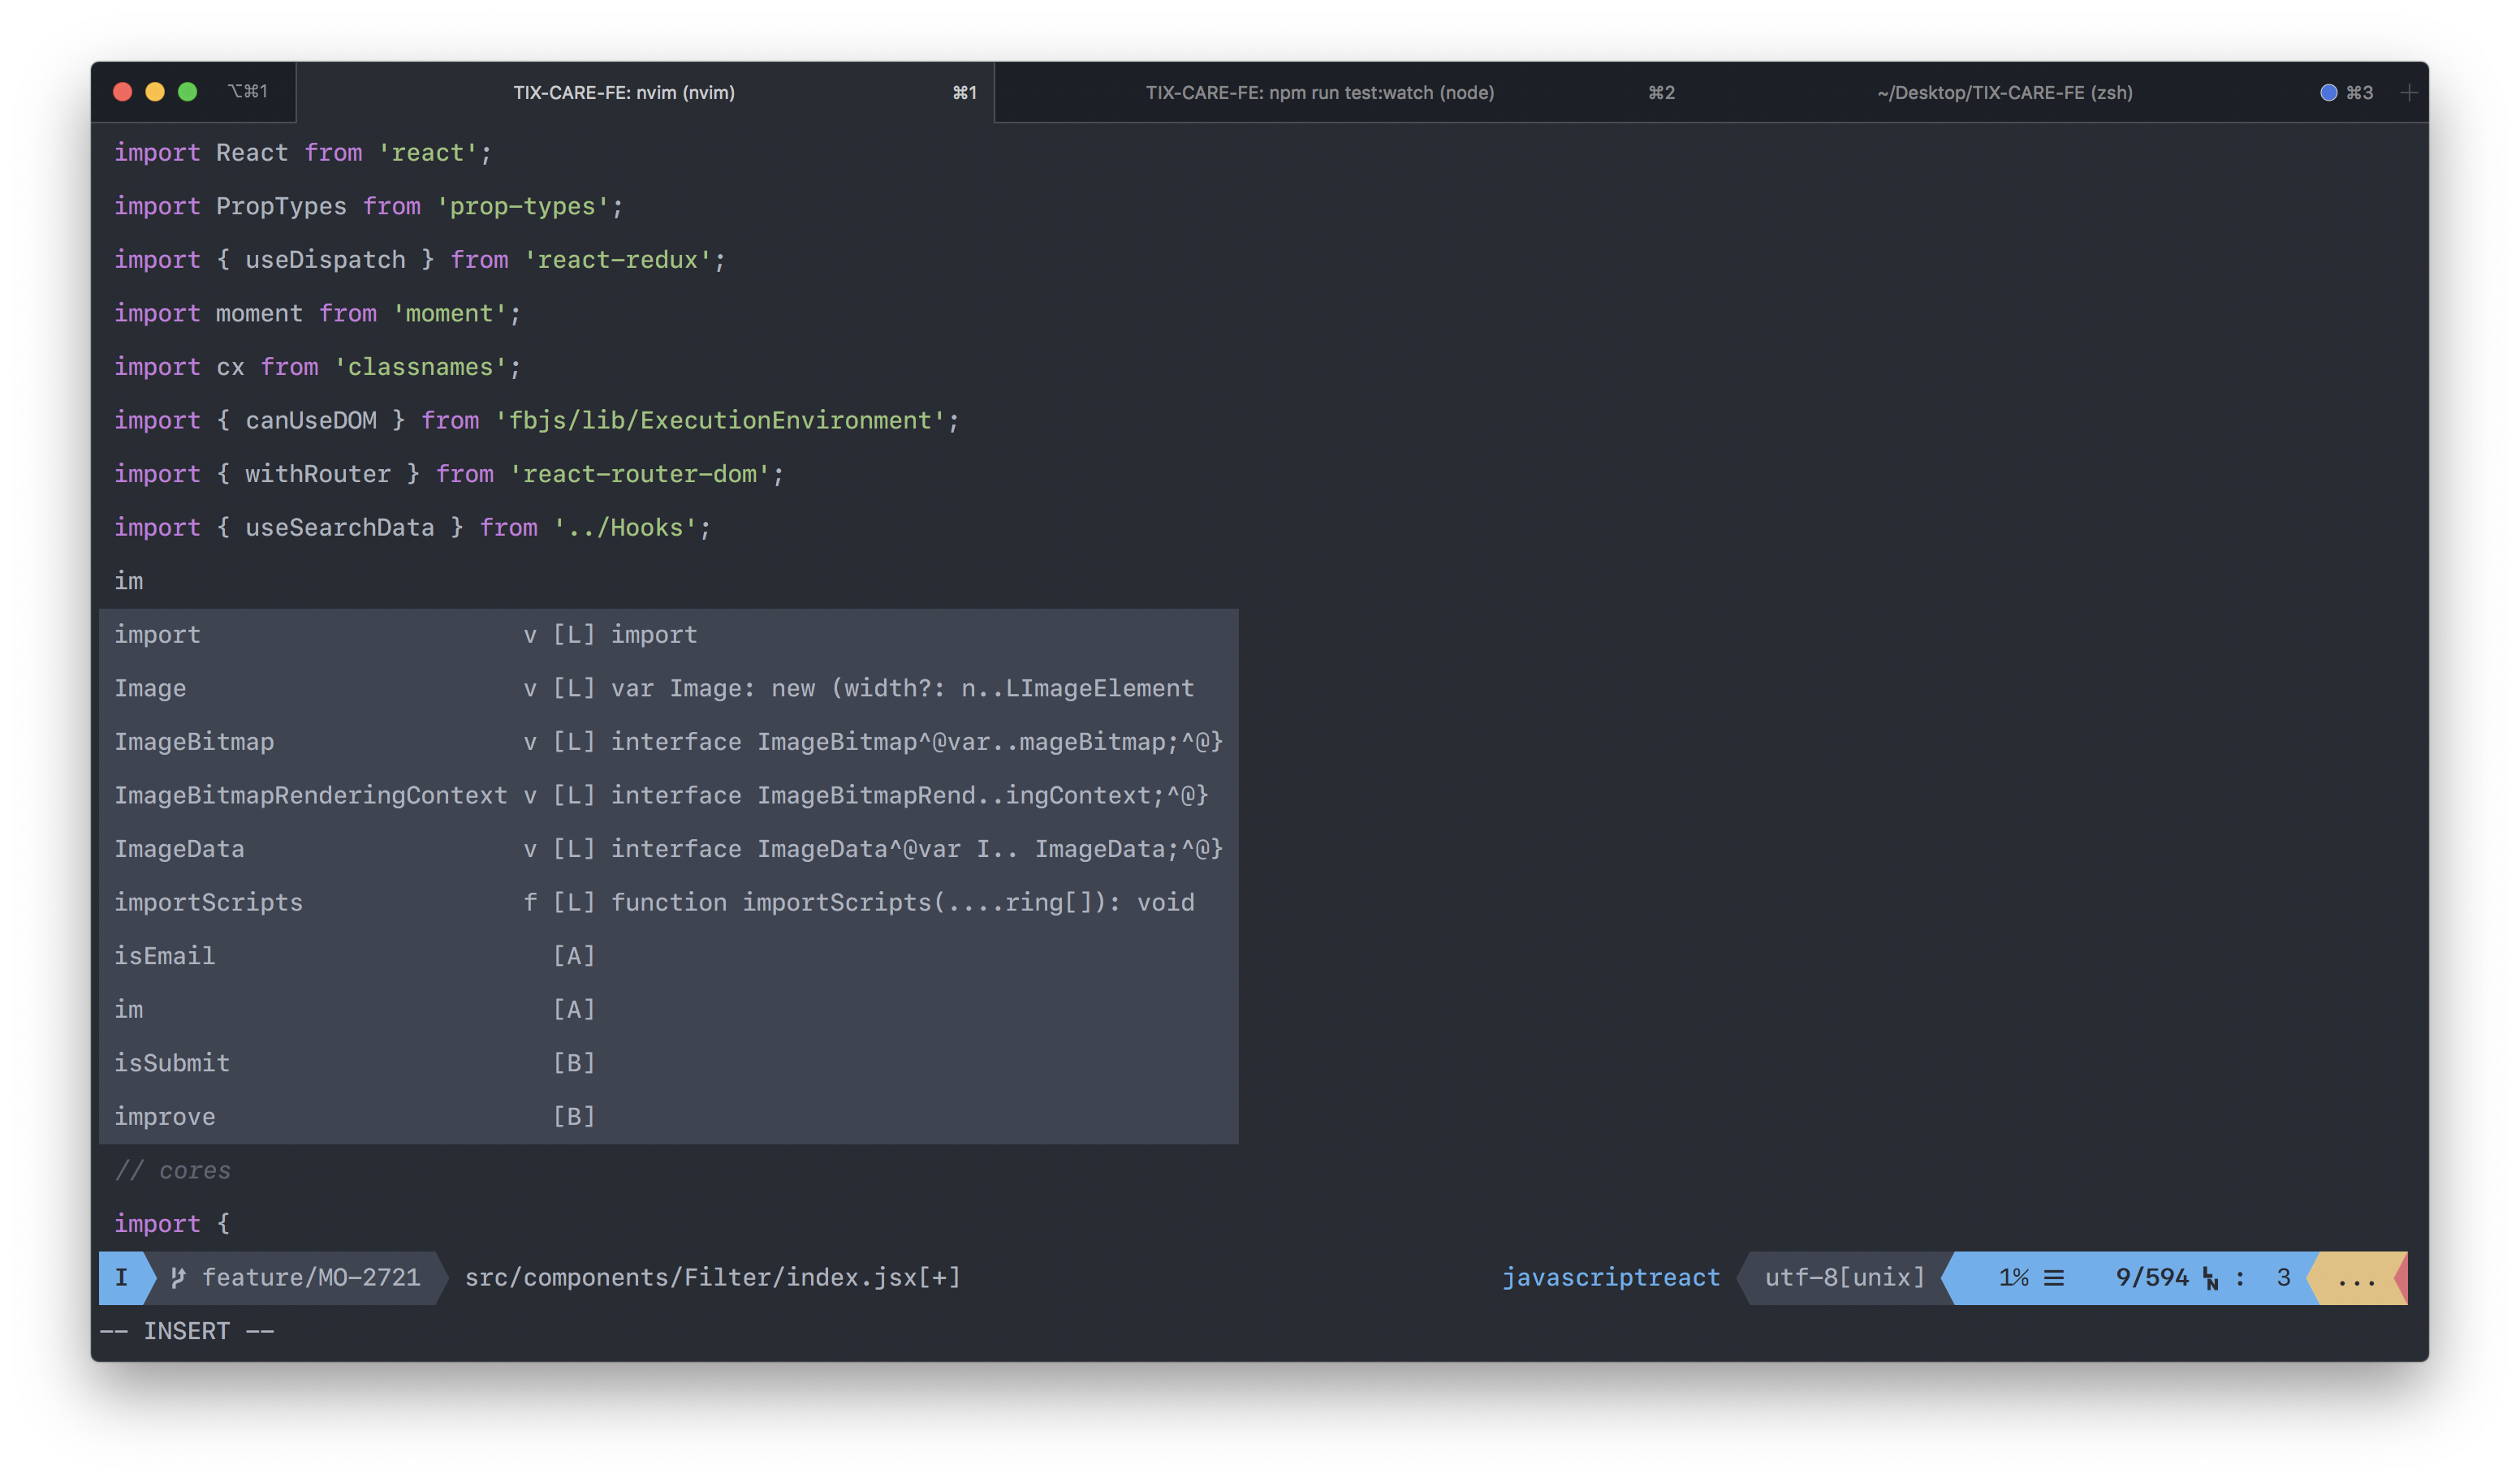 ⌥⌘1 TIX-CARE-FE: nvim (nvim) ⌘1 TIX-CARE-FE: npm run test:watch (node) ⌘2 ~/Desktop/TIX-CARE-FE (zsh) ⌘3 +
import React from 'react';
import PropTypes from 'prop-types';
import { useDispatch } from 'react-redux';
import moment from 'moment';
import cx from 'classnames';
import { canUseDOM } from 'fbjs/lib/ExecutionEnvironment';
import { withRouter } from 'react-router-dom';
import { useSearchData } from '../Hooks';
im
import v [L] import
Image v [L] var Image: new (width?: n..LImageElement
ImageBitmap v [L] interface ImageBitmap^@var..mageBitmap;^@}
ImageBitmapRenderingContext v [L] interface ImageBitmapRend..ingContext;^@}
ImageData v [L] interface ImageData^@var I.. ImageData;^@}
importScripts f [L] function importScripts(....ring[]): void
isEmail [A]
im [A]
isSubmit [B]
improve [B]
// cores
import {
I feature/MO-2721 src/components/Filter/index.jsx[+] javascriptreact utf-8[unix] 1% ☰ 9/594 : 3 ...
-- INSERT --